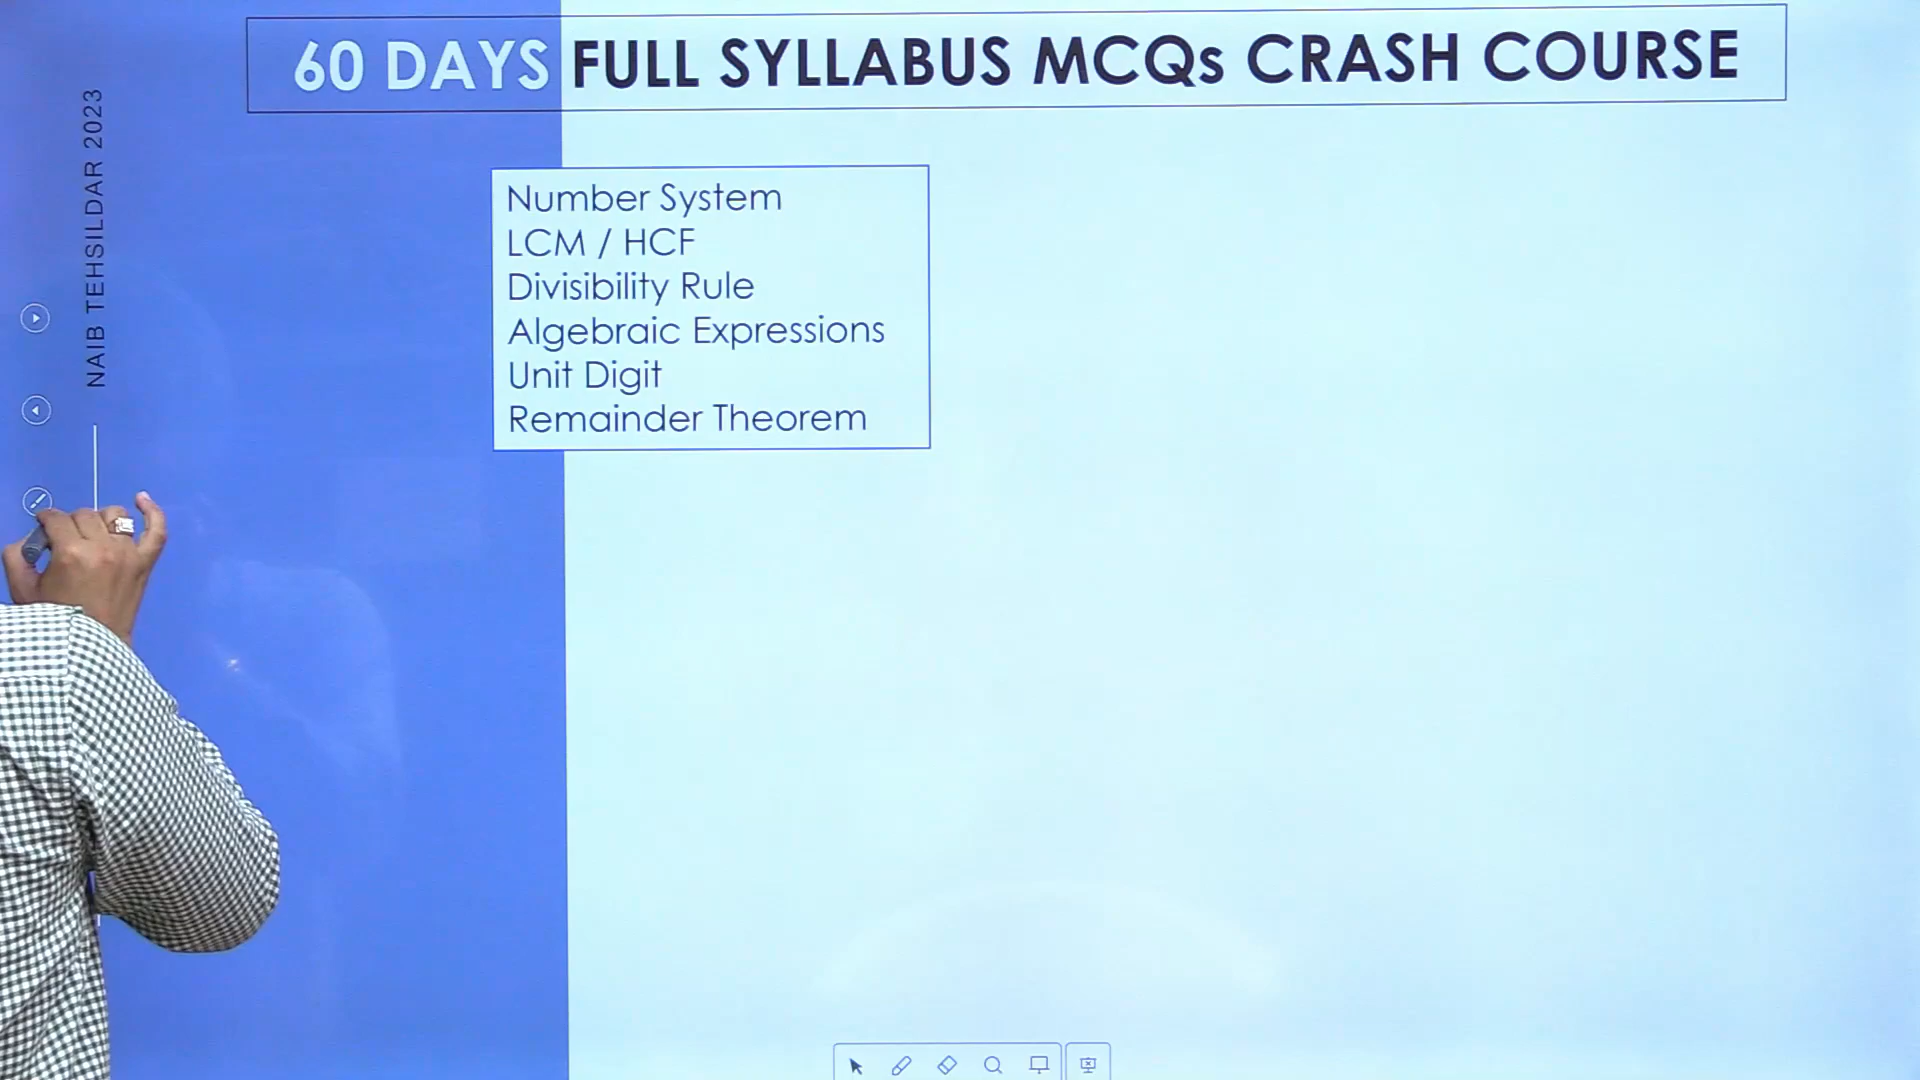 60 DAYS FULL SYLLABUS MCQs CRASH COURSE
NAIB TEHSILDAR 2023
Number System
LCM / HCF
Divisibility Rule
Algebraic Expressions
Unit Digit
Remainder Theorem